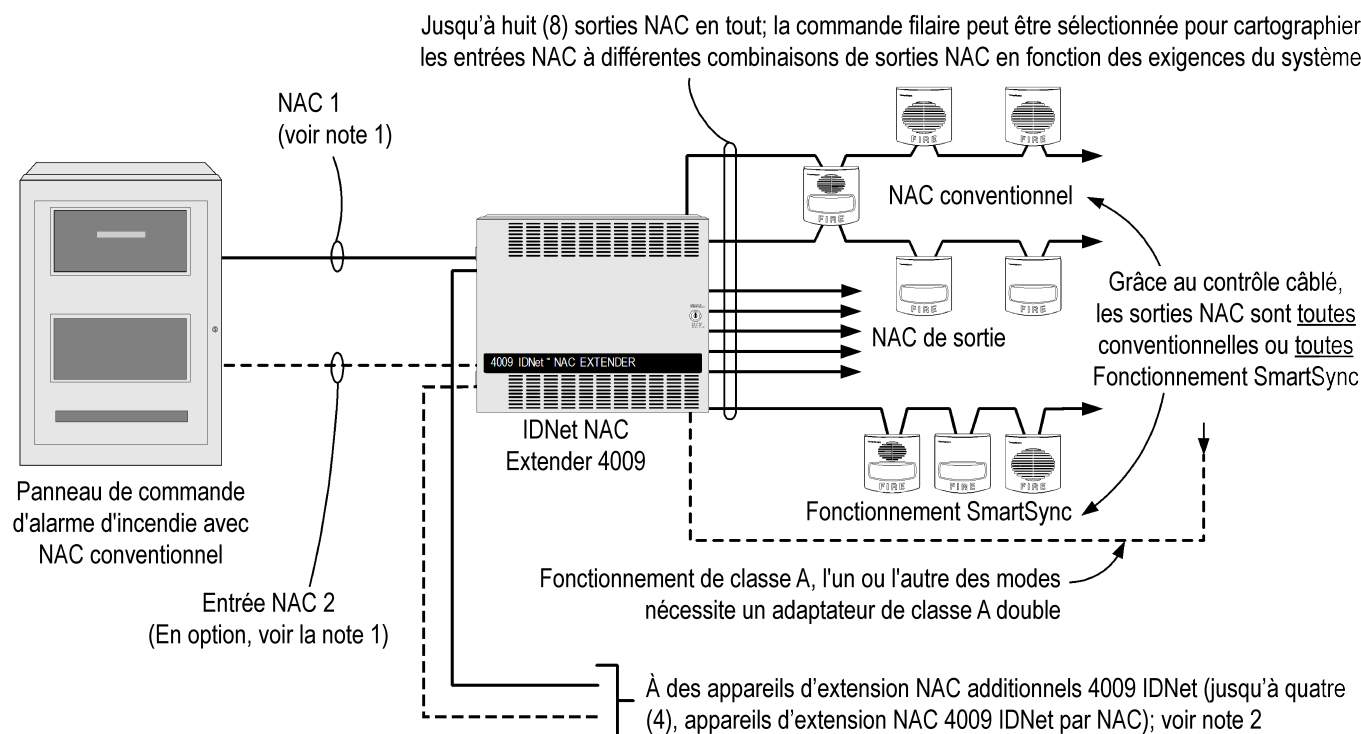 Jusqu'à huit (8) sorties NAC en tout; la commande filaire peut être sélectionnée pour cartographier
les entrées NAC à différentes combinaisons de sorties NAC en fonction des exigences du système
NAC 1
(voir note 1)
FIRE
FIRE
FIRE
NAC conventionnel
FIRE
FIRE
Grâce au contrôle câblé,
les sorties NAC sont toutes
conventionnelles ou toutes
Fonctionnement SmartSync
NAC de sortie
4009 IDNet™ NAC EXTENDER
IDNet NAC
Extender 4009
FIRE
FIRE
FIRE
Fonctionnement SmartSync
Panneau de commande
d'alarme d'incendie avec
NAC conventionnel
Entrée NAC 2
(En option, voir la note 1)
Fonctionnement de classe A, l'un ou l'autre des modes
nécessite un adaptateur de classe A double
À des appareils d'extension NAC additionnels 4009 IDNet (jusqu'à quatre
(4), appareils d'extension NAC 4009 IDNet par NAC); voir note 2